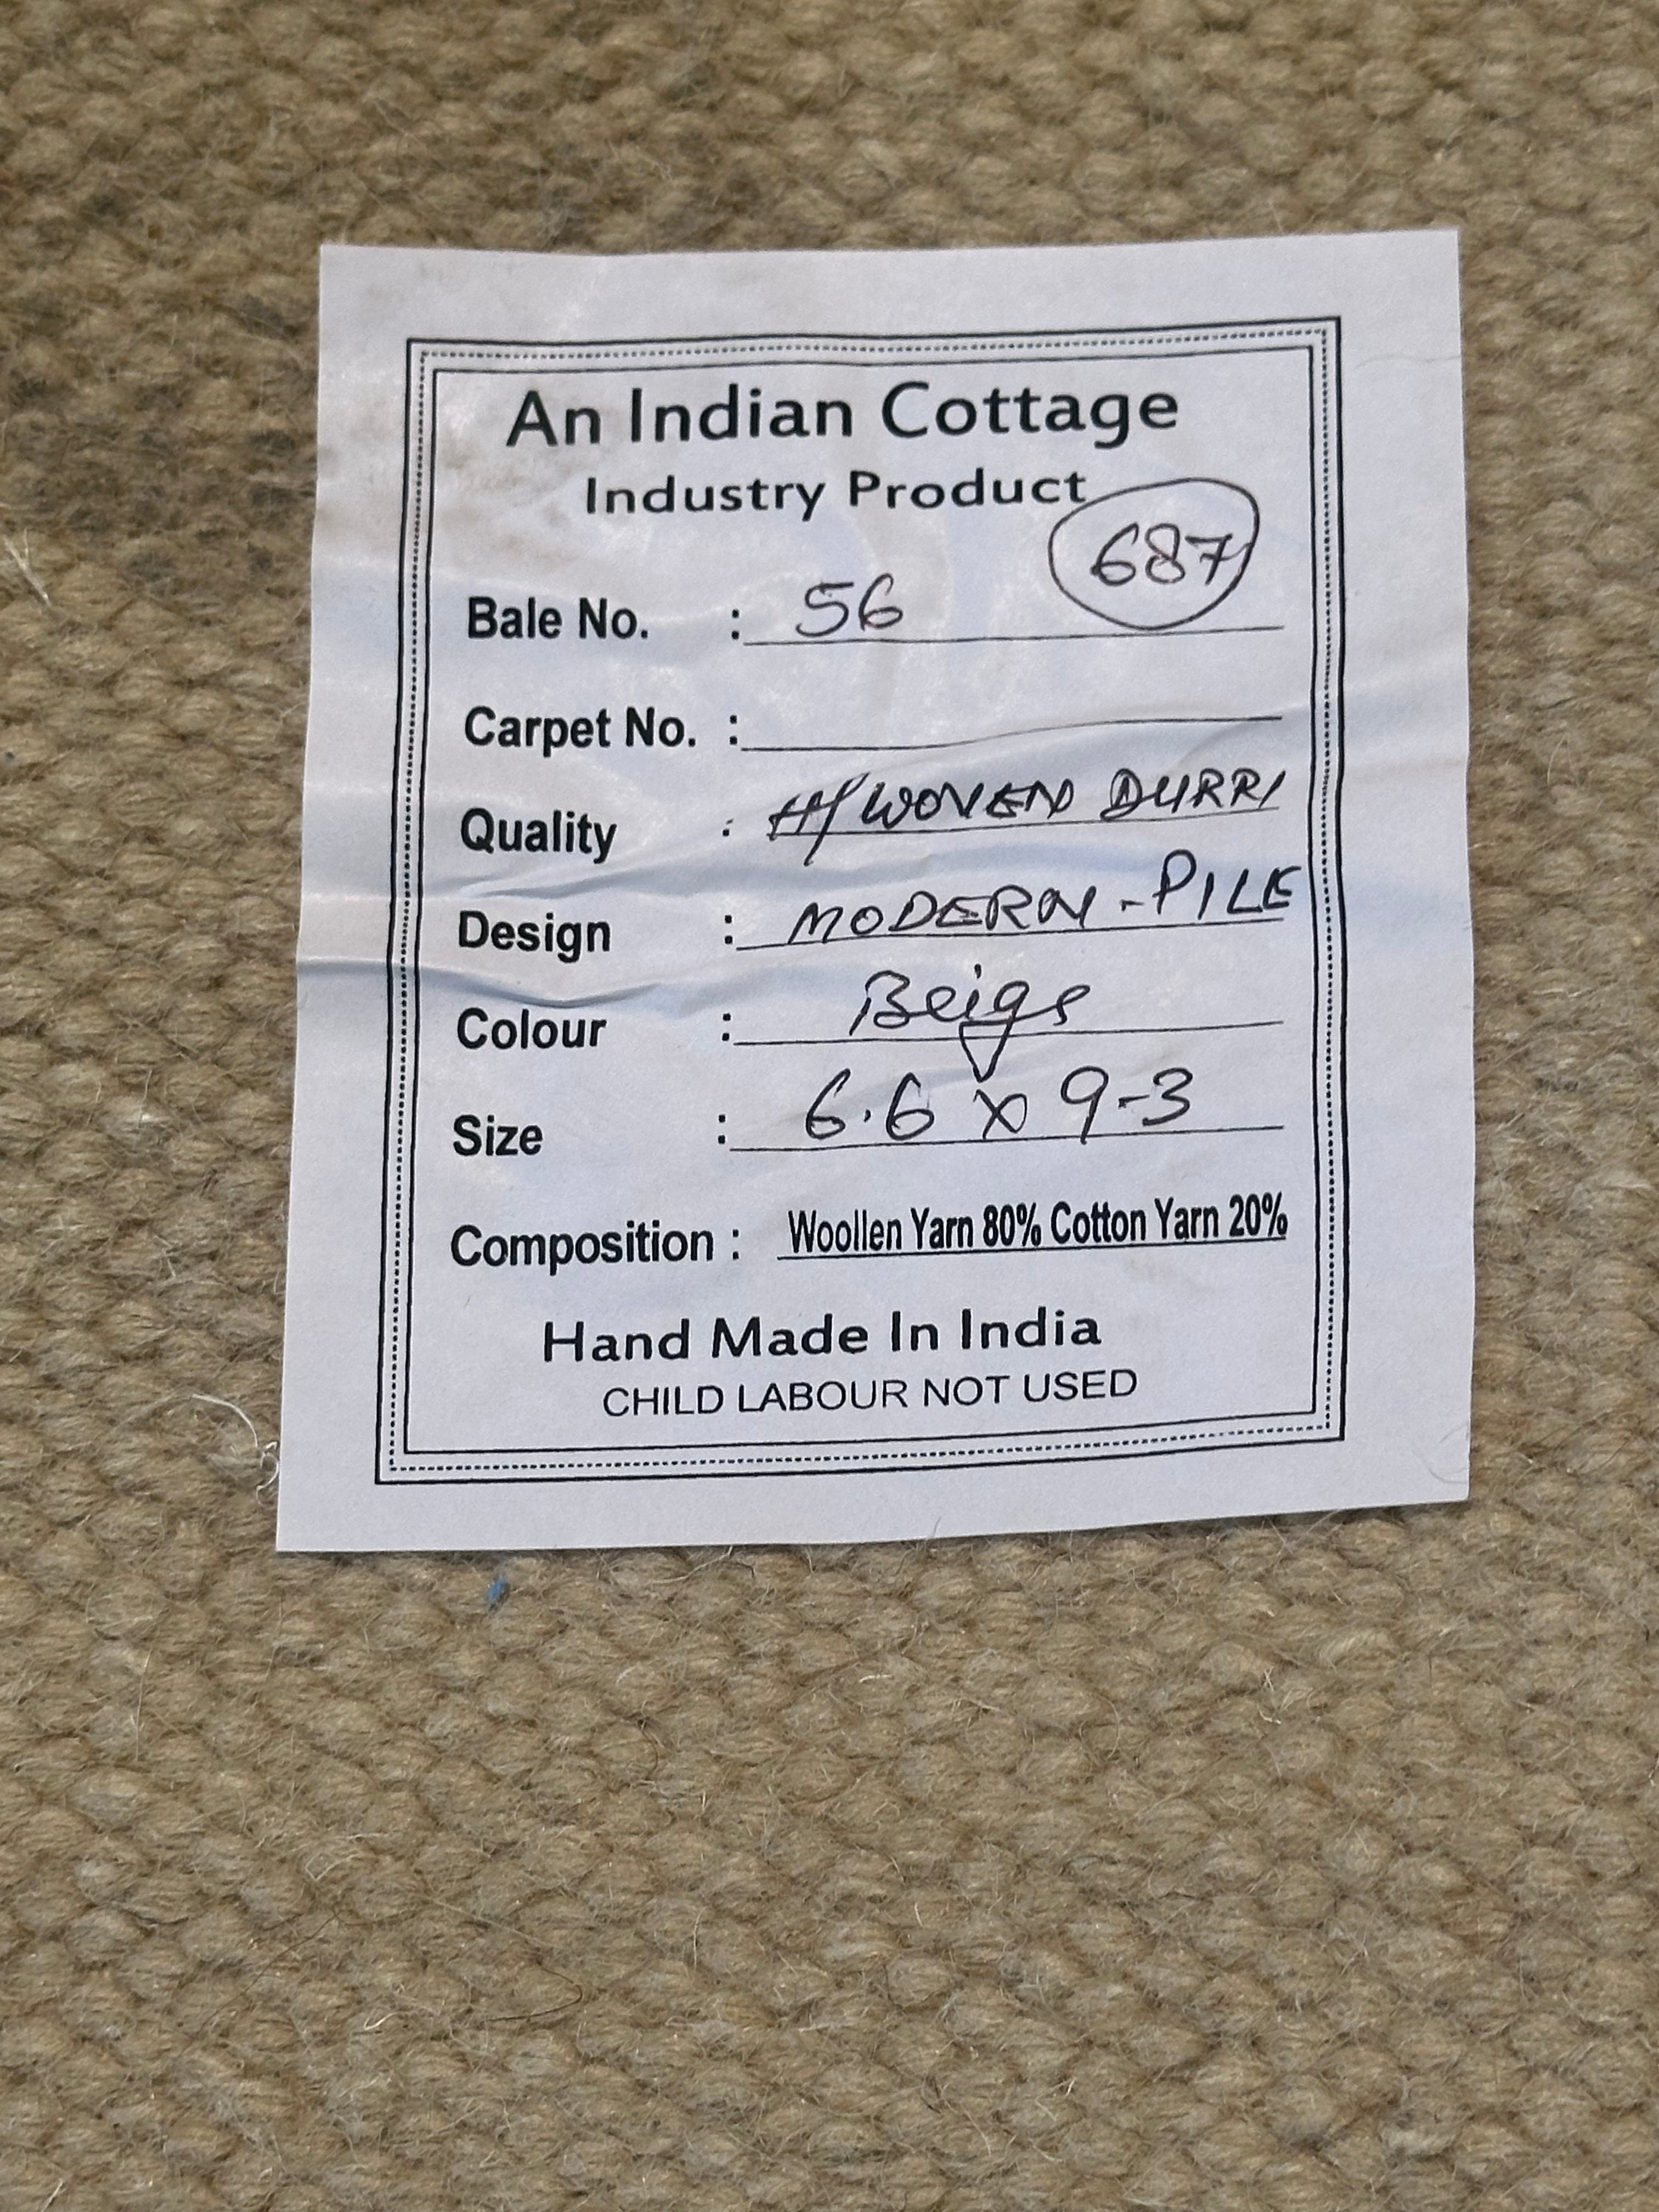 An Indian Cottage
Industry Product
687
Bale No. : 56
Carpet No. :
Quality : H/WOVEN DURRI
Design : MODERN-PILE
Colour : Beige
Size : 6.6 x 9-3
Composition : Woollen Yarn 80% Cotton Yarn 20%
Hand Made In India
CHILD LABOUR NOT USED